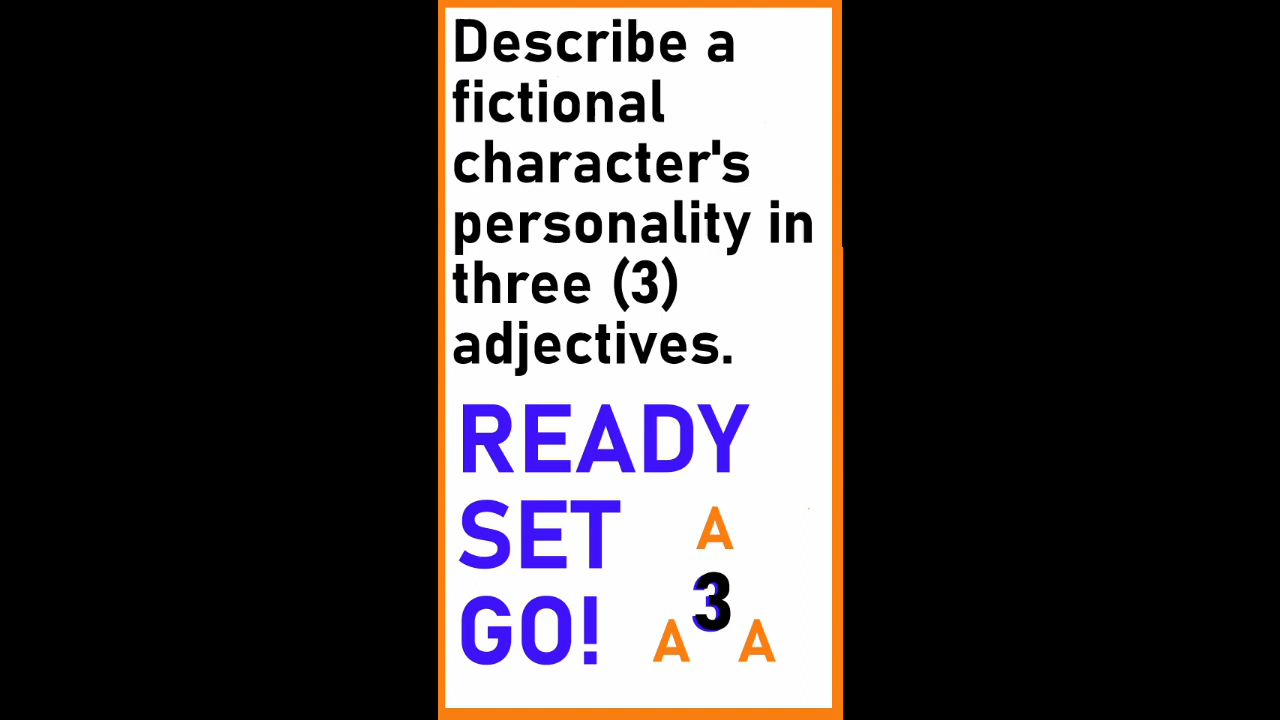 Describe a
fictional
character's
personality in
three (3)
adjectives.
READY
SET
GO!
A
3
A A